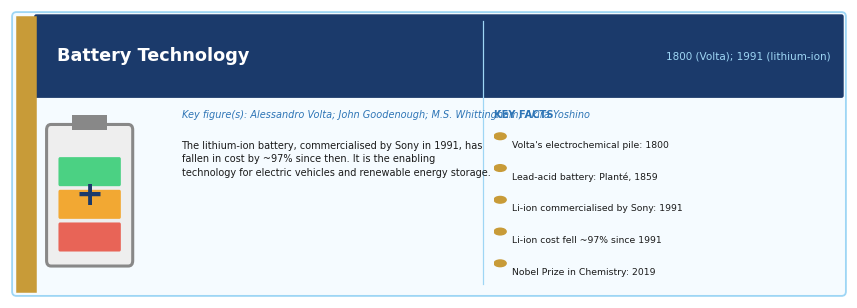 Battery Technology
1800 (Volta); 1991 (lithium-ion)
Key figure(s): Alessandro Volta; John Goodenough; M.S. Whittingham; Yoshino
The lithium-ion battery, commercialised by Sony in 1991, has
fallen in cost by ~97% since then. It is the enabling
technology for electric vehicles and renewable energy storage.
+
KEY FACTS
Volta's electrochemical pile: 1800
Lead-acid battery: Planté, 1859
Li-ion commercialised by Sony: 1991
Li-ion cost fell ~97% since 1991
Nobel Prize in Chemistry: 2019